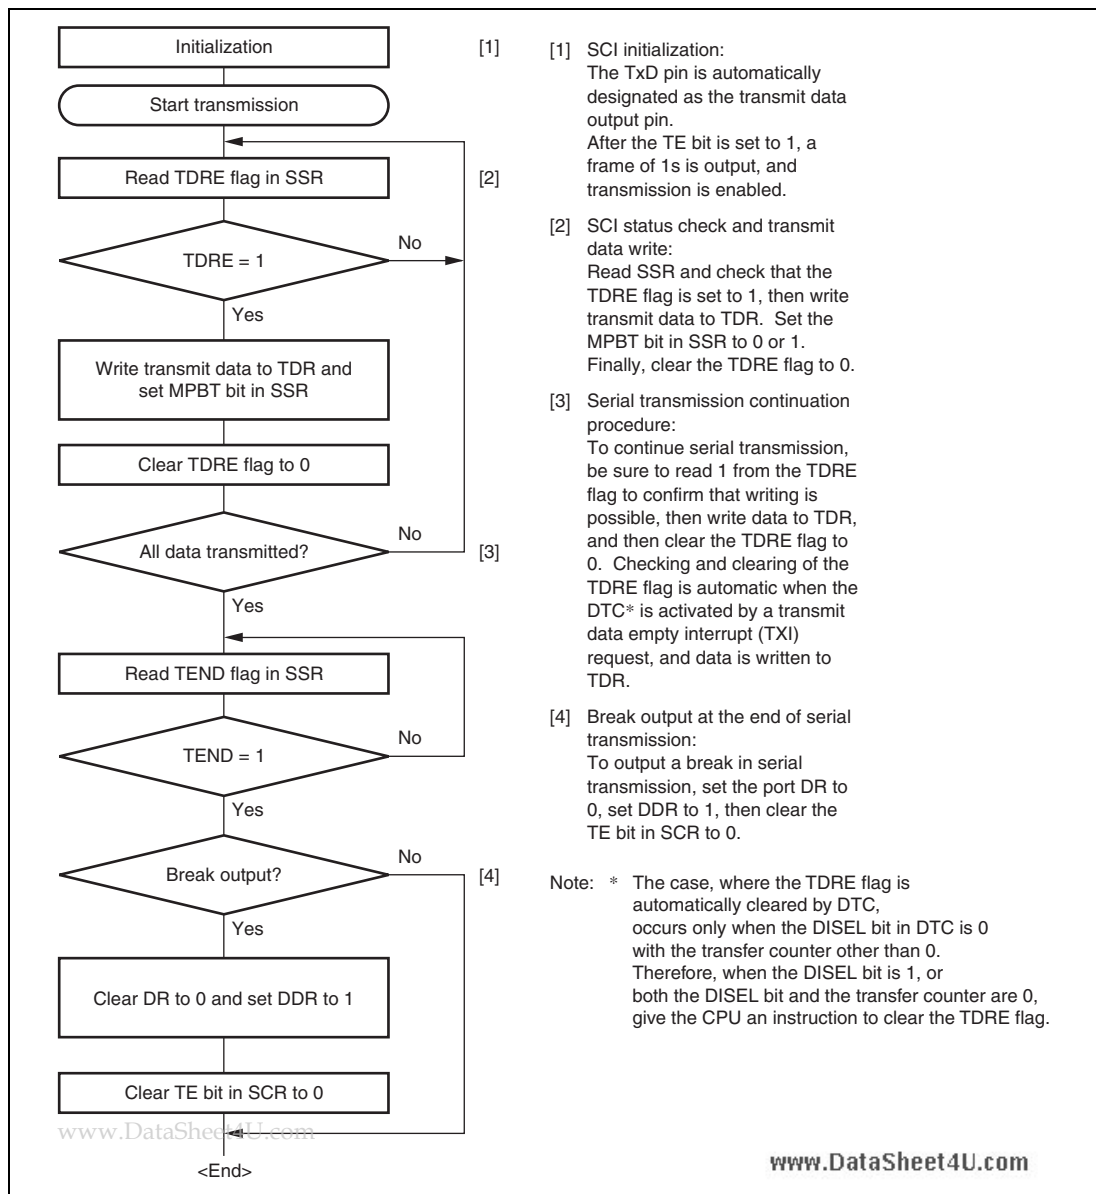 Initialization
[1]
Start transmission
Read TDRE flag in SSR
[2]
TDRE = 1
No
Yes
Write transmit data to TDR and
set MPBT bit in SSR
Clear TDRE flag to 0
All data transmitted?
No
[3]
Yes
Read TEND flag in SSR
TEND = 1
No
Yes
Break output?
No
[4]
Yes
Clear DR to 0 and set DDR to 1
Clear TE bit in SCR to 0
<End>
[1] SCI initialization:
The TxD pin is automatically
designated as the transmit data
output pin.
After the TE bit is set to 1, a
frame of 1s is output, and
transmission is enabled.
[2] SCI status check and transmit
data write:
Read SSR and check that the
TDRE flag is set to 1, then write
transmit data to TDR. Set the
MPBT bit in SSR to 0 or 1.
Finally, clear the TDRE flag to 0.
[3] Serial transmission continuation
procedure:
To continue serial transmission,
be sure to read 1 from the TDRE
flag to confirm that writing is
possible, then write data to TDR,
and then clear the TDRE flag to
0. Checking and clearing of the
TDRE flag is automatic when the
DTC* is activated by a transmit
data empty interrupt (TXI)
request, and data is written to
TDR.
[4] Break output at the end of serial
transmission:
To output a break in serial
transmission, set the port DR to
0, set DDR to 1, then clear the
TE bit in SCR to 0.
Note: * The case, where the TDRE flag is
automatically cleared by DTC,
occurs only when the DISEL bit in DTC is 0
with the transfer counter other than 0.
Therefore, when the DISEL bit is 1, or
both the DISEL bit and the transfer counter are 0,
give the CPU an instruction to clear the TDRE flag.
www.DataSheet4U.com
www.DataSheet4U.com